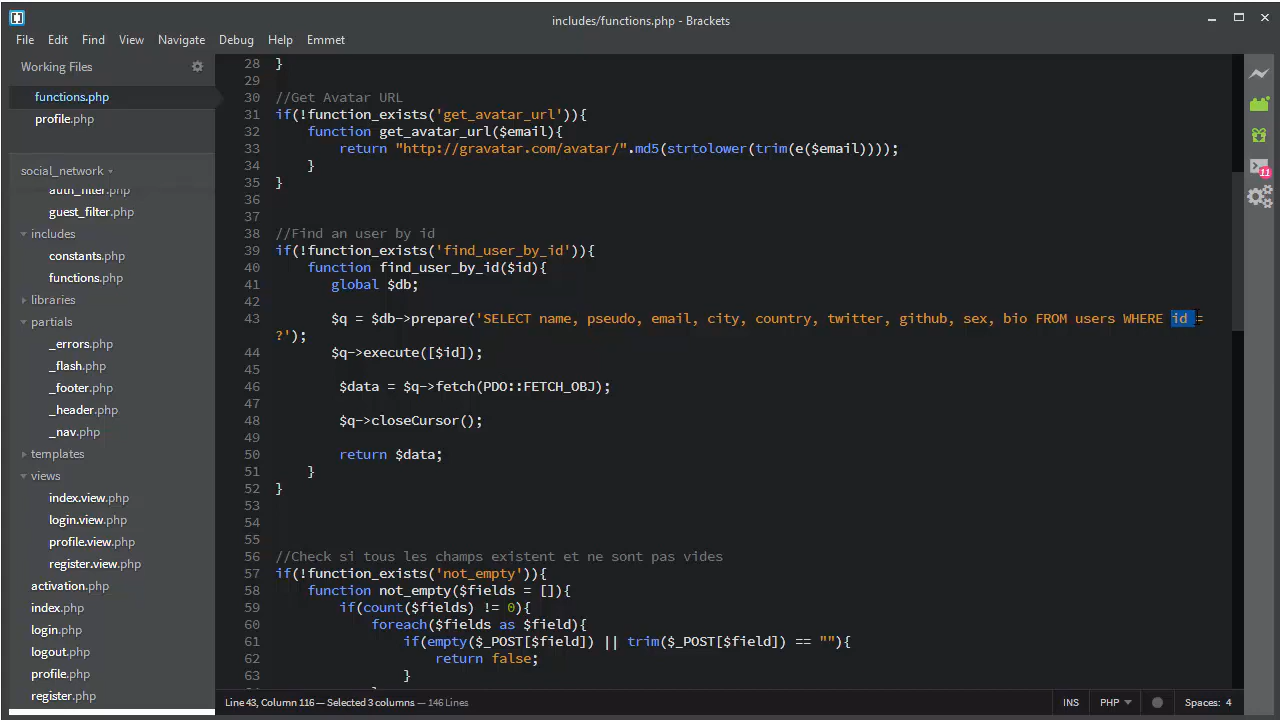 includes/functions.php - Brackets
File Edit Find View Navigate Debug Help Emmet
Working Files
functions.php
profile.php
social_network
auth_filter.php
guest_filter.php
includes
constants.php
functions.php
libraries
partials
_errors.php
_flash.php
_footer.php
_header.php
_nav.php
templates
views
index.view.php
login.view.php
profile.view.php
register.view.php
activation.php
index.php
login.php
logout.php
profile.php
register.php
28 }
29
30 //Get Avatar URL
31 if(!function_exists('get_avatar_url')){
32 function get_avatar_url($email){
33 return "http://gravatar.com/avatar/".md5(strtolower(trim(e($email))));
34 }
35 }
36
37
38 //Find an user by id
39 if(!function_exists('find_user_by_id')){
40 function find_user_by_id($id){
41 global $db;
42
43 $q = $db->prepare('SELECT name, pseudo, email, city, country, twitter, github, sex, bio FROM users WHERE id =
?');
44 $q->execute([$id]);
45
46 $data = $q->fetch(PDO::FETCH_OBJ);
47
48 $q->closeCursor();
49
50 return $data;
51 }
52 }
53
54
55
56 //Check si tous les champs existent et ne sont pas vides
57 if(!function_exists('not_empty')){
58 function not_empty($fields = []){
59 if(count($fields) != 0){
60 foreach($fields as $field){
61 if(empty($_POST[$field]) || trim($_POST[$field]) == ""){
62 return false;
63 }
11
Line 43, Column 116 — Selected 3 columns — 146 Lines
INS PHP Spaces: 4